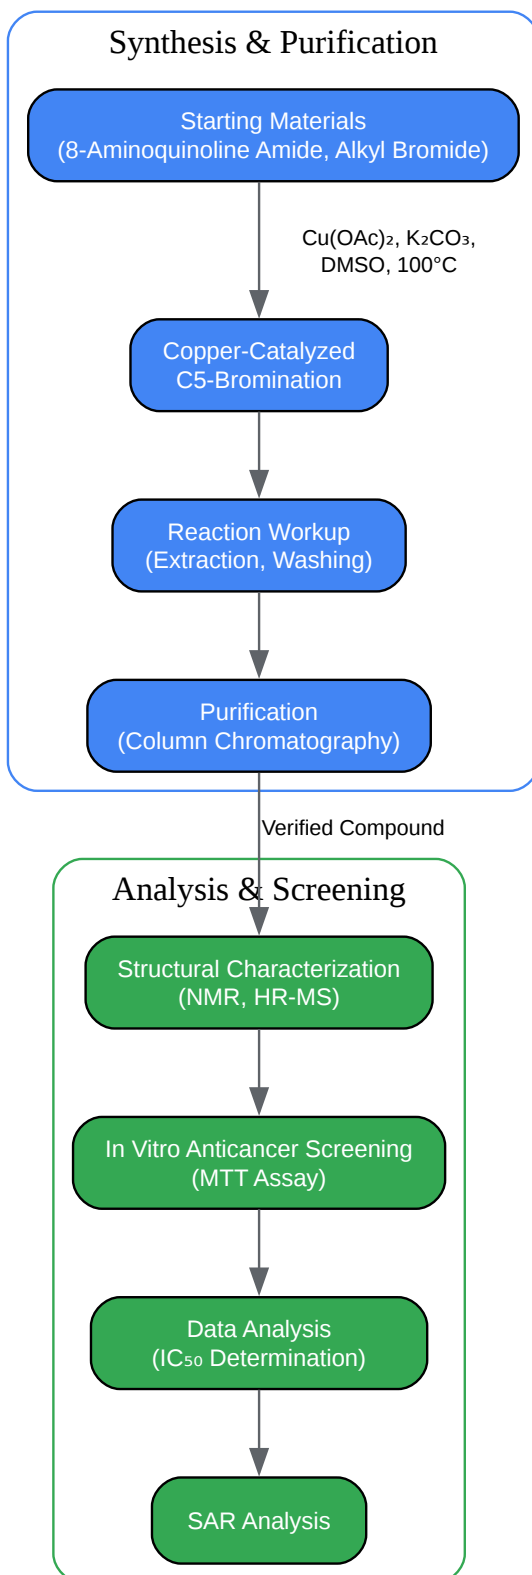 Synthesis & Purification
Starting Materials
(8-Aminoquinoline Amide, Alkyl Bromide)
Cu(OAc)₂, K₂CO₃,
DMSO, 100°C
Copper-Catalyzed
C5-Bromination
Reaction Workup
(Extraction, Washing)
Purification
(Column Chromatography)
Verified Compound
Analysis & Screening
Structural Characterization
(NMR, HR-MS)
In Vitro Anticancer Screening
(MTT Assay)
Data Analysis
(IC₅₀ Determination)
SAR Analysis